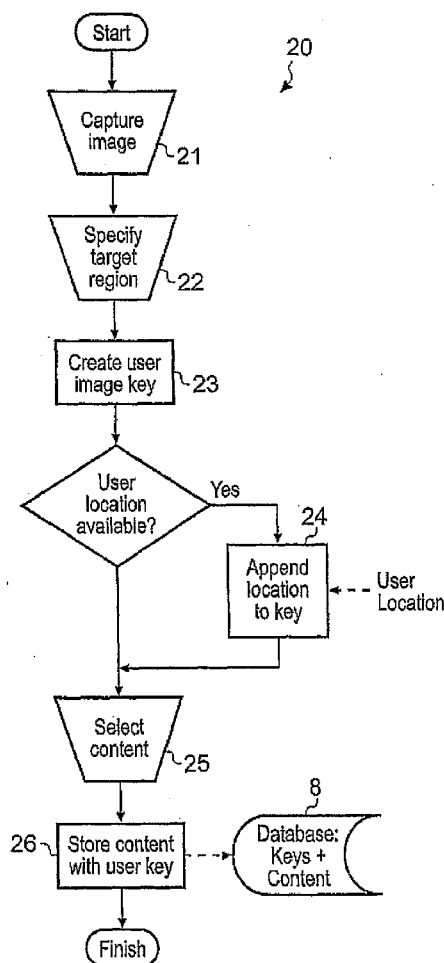 Start
20
Capture
image
21
Specify
target
region
22
Create user
image key
23
User
location
available?
Yes
24
Append
location
to key
User
Location
Select
content
25
26
Store content
with user key
8
Database:
Keys +
Content
Finish